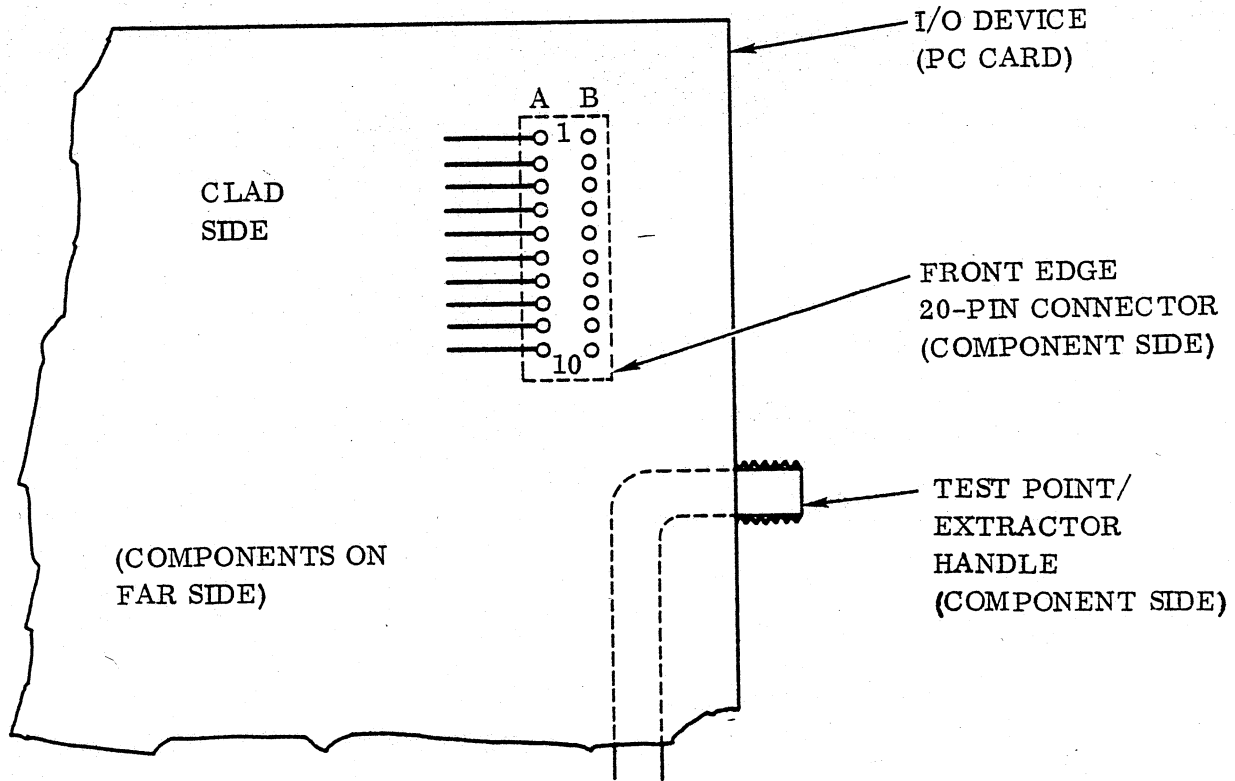 I/O DEVICE
(PC CARD)
A B
1
CLAD
SIDE
FRONT EDGE
20-PIN CONNECTOR
(COMPONENT SIDE)
10
TEST POINT/
EXTRACTOR
HANDLE
(COMPONENT SIDE)
(COMPONENTS ON
FAR SIDE)